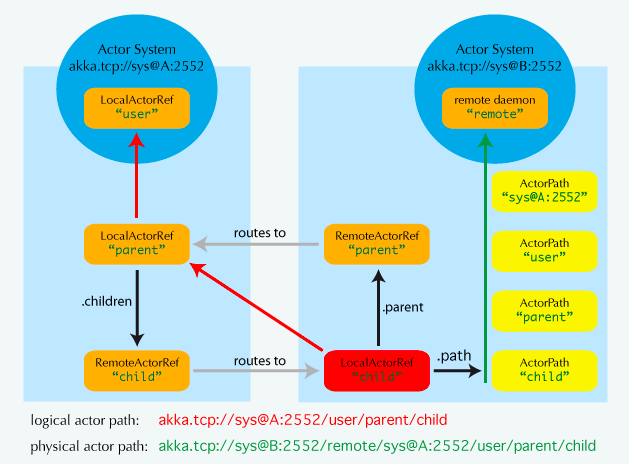 Actor System
akka.tcp://sys@A:2552
LocalActorRef
“user”
Actor System
akka.tcp://sys@B:2552
remote daemon
“remote”
ActorPath
“sys@A:2552”
LocalActorRef
“parent”
routes to
RemoteActorRef
“parent”
ActorPath
“user”
.children
.parent
ActorPath
“parent”
RemoteActorRef
“child”
routes to
LocalActorRef
“child”
.path
ActorPath
“child”
logical actor path: akka.tcp://sys@A:2552/user/parent/child
physical actor path: akka.tcp://sys@B:2552/remote/sys@A:2552/user/parent/child